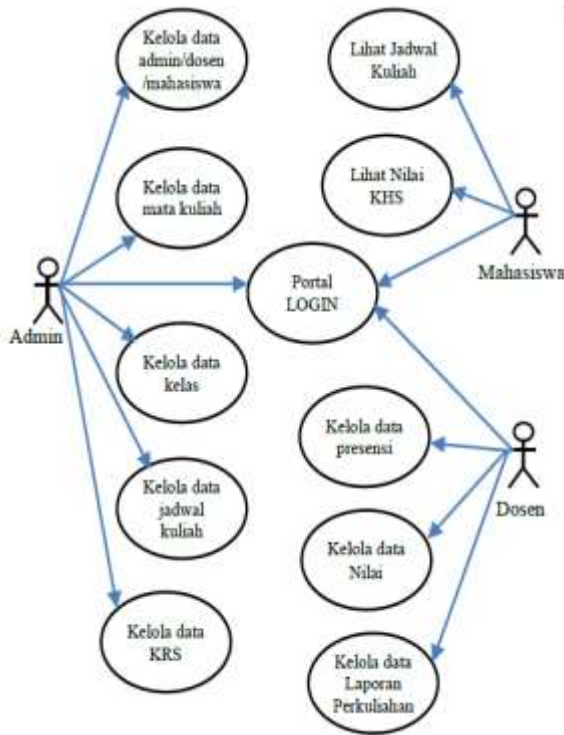 Kelola data
admin/dosen
/mahasiswa
Lihat Jadwal
Kuliah
Kelola data
mata kuliah
Lihat Nilai
KHS
Mahasiswa
Portal
LOGIN
Admin
Kelola data
kelas
Kelola data
presensi
Dosen
Kelola data
jadwal
kuliah
Kelola data
Nilai
Kelola data
KRS
Kelola data
Laporan
Perkuliahan